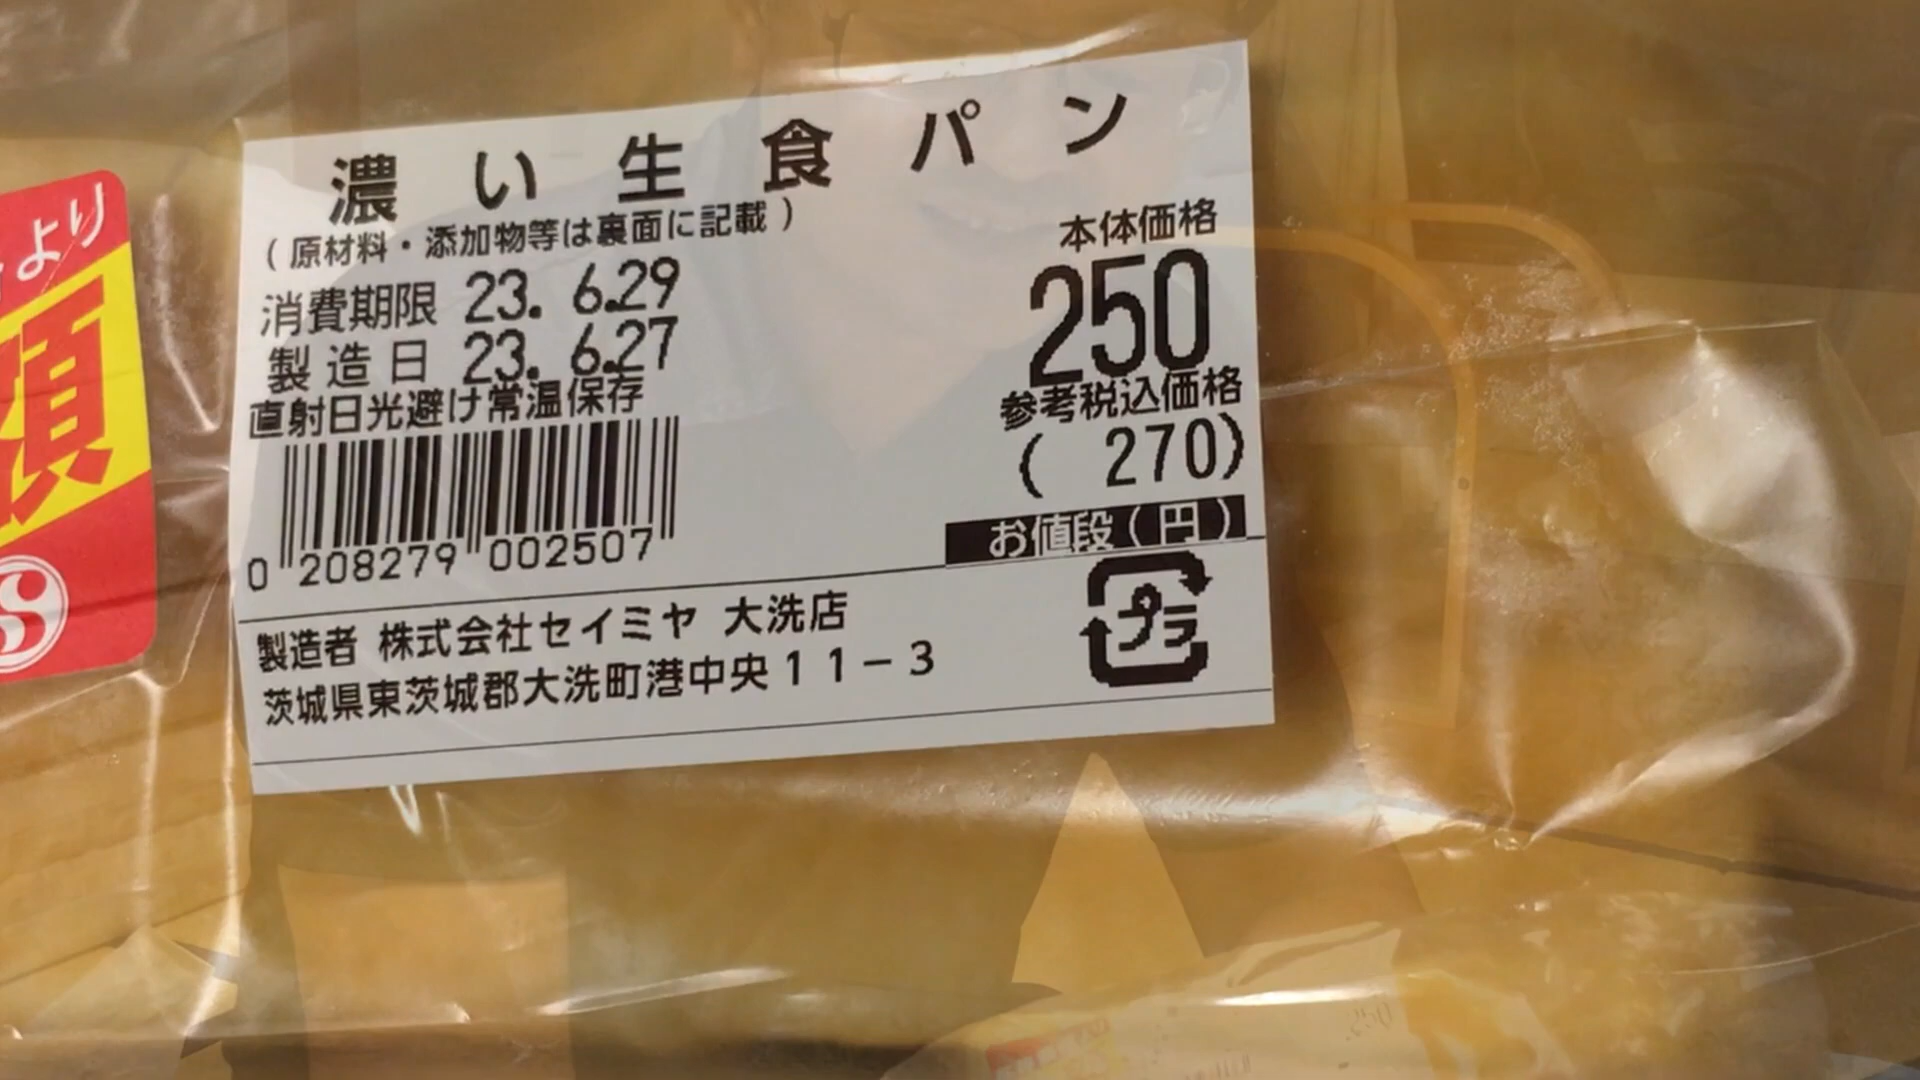 濃い生食パン
(原材料・添加物等は裏面に記載)
消費期限 23. 6.29
製造日 23. 6.27
直射日光避け常温保存
0 208279 002507
本体価格
250
参考税込価格
( 270)
お値段(円)
プラ
製造者 株式会社セイミヤ 大洗店
茨城県東茨城郡大洗町港中央11-3
より
S